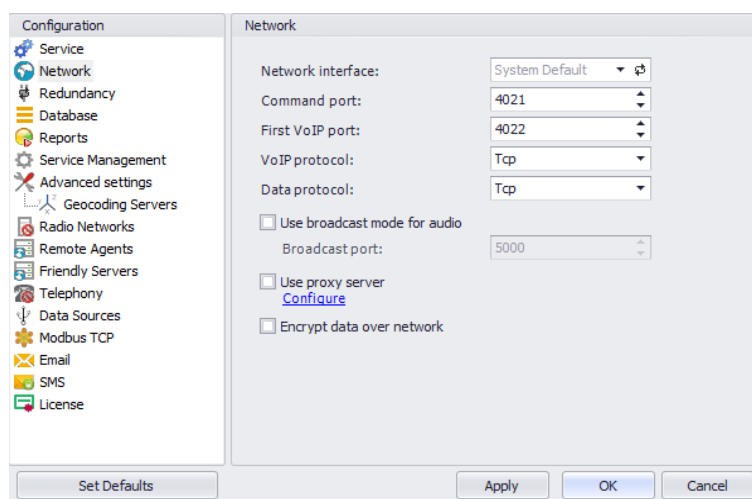 Configuration
Service
Network
Redundancy
Database
Reports
Service Management
Advanced settings
Geocoding Servers
Radio Networks
Remote Agents
Friendly Servers
Telephony
Data Sources
Modbus TCP
Email
SMS
License
Set Defaults
Network
Network interface: System Default
Command port: 4021
First VoIP port: 4022
VoIP protocol: Tcp
Data protocol: Tcp
Use broadcast mode for audio
Broadcast port: 5000
Use proxy server
Configure
Encrypt data over network
Apply OK Cancel